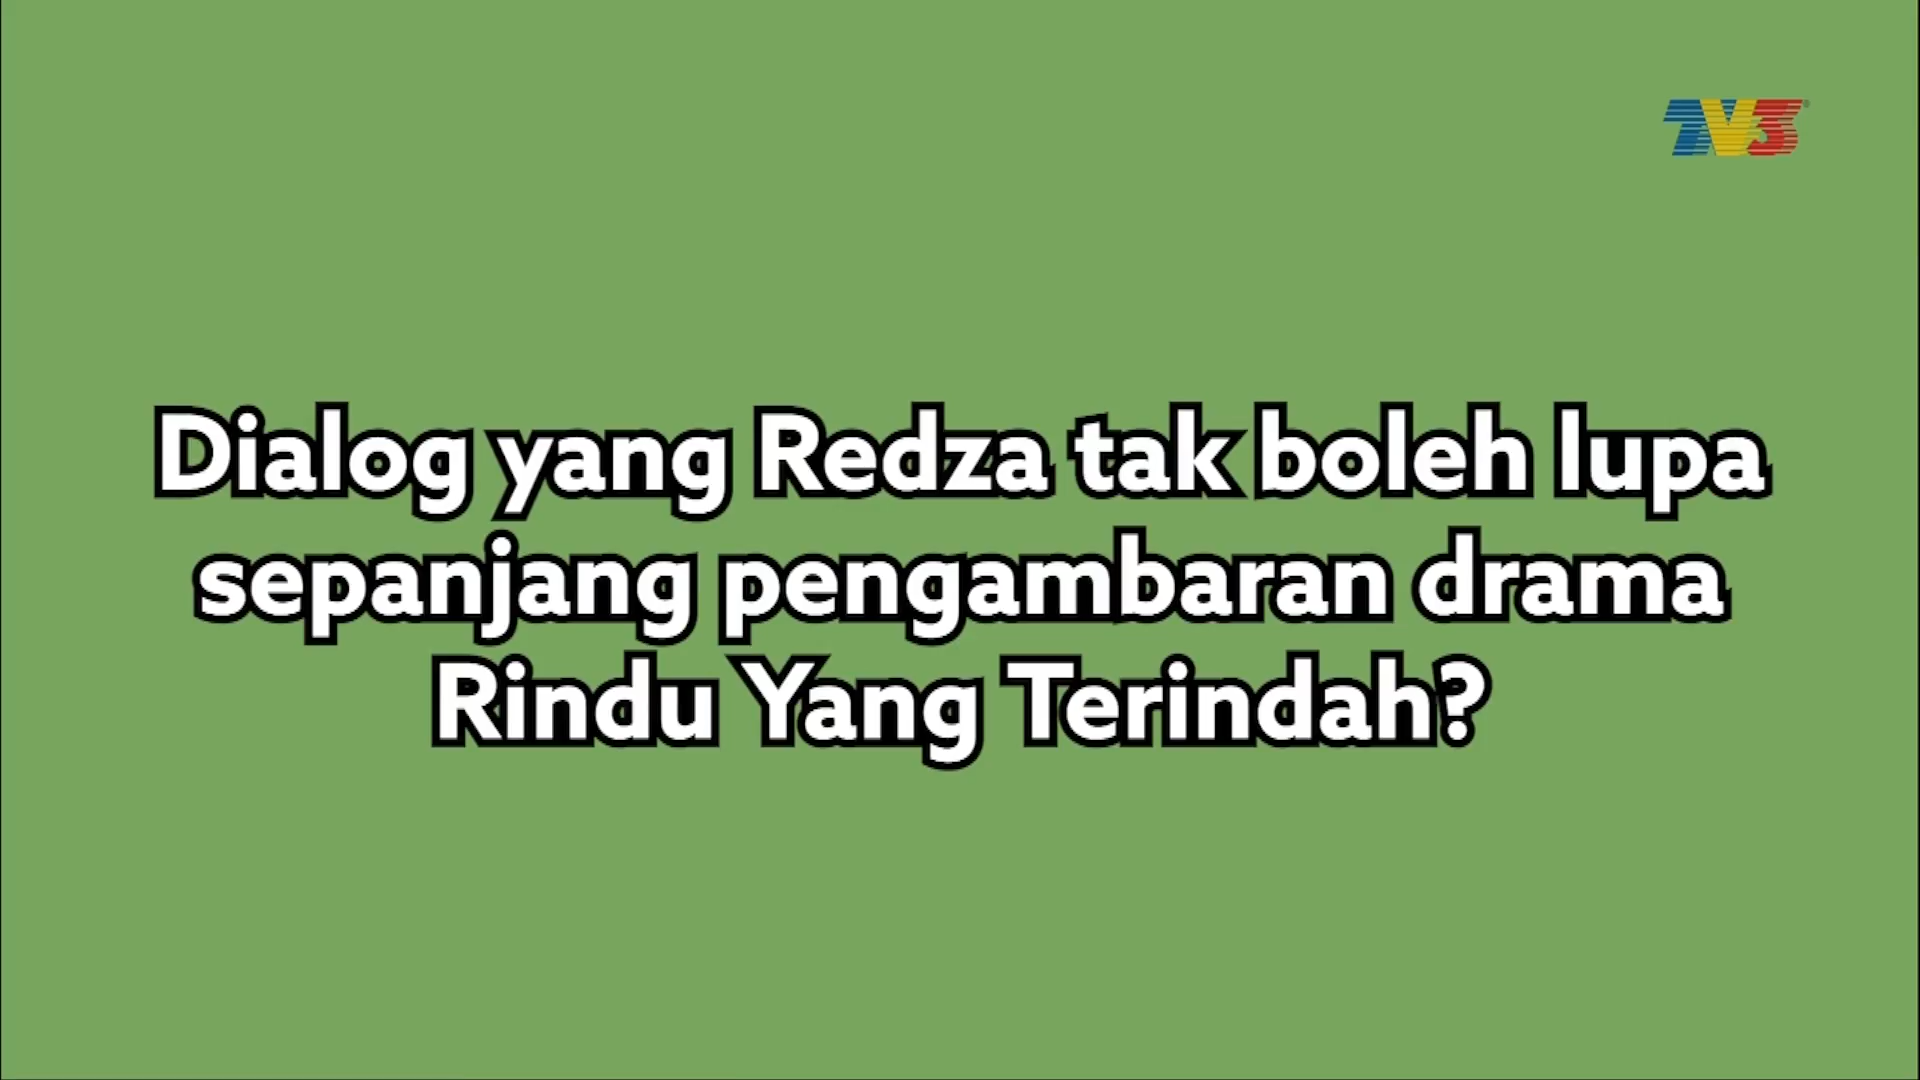 TV3
Dialog yang Redza tak boleh lupa
sepanjang pengambaran drama
Rindu Yang Terindah?